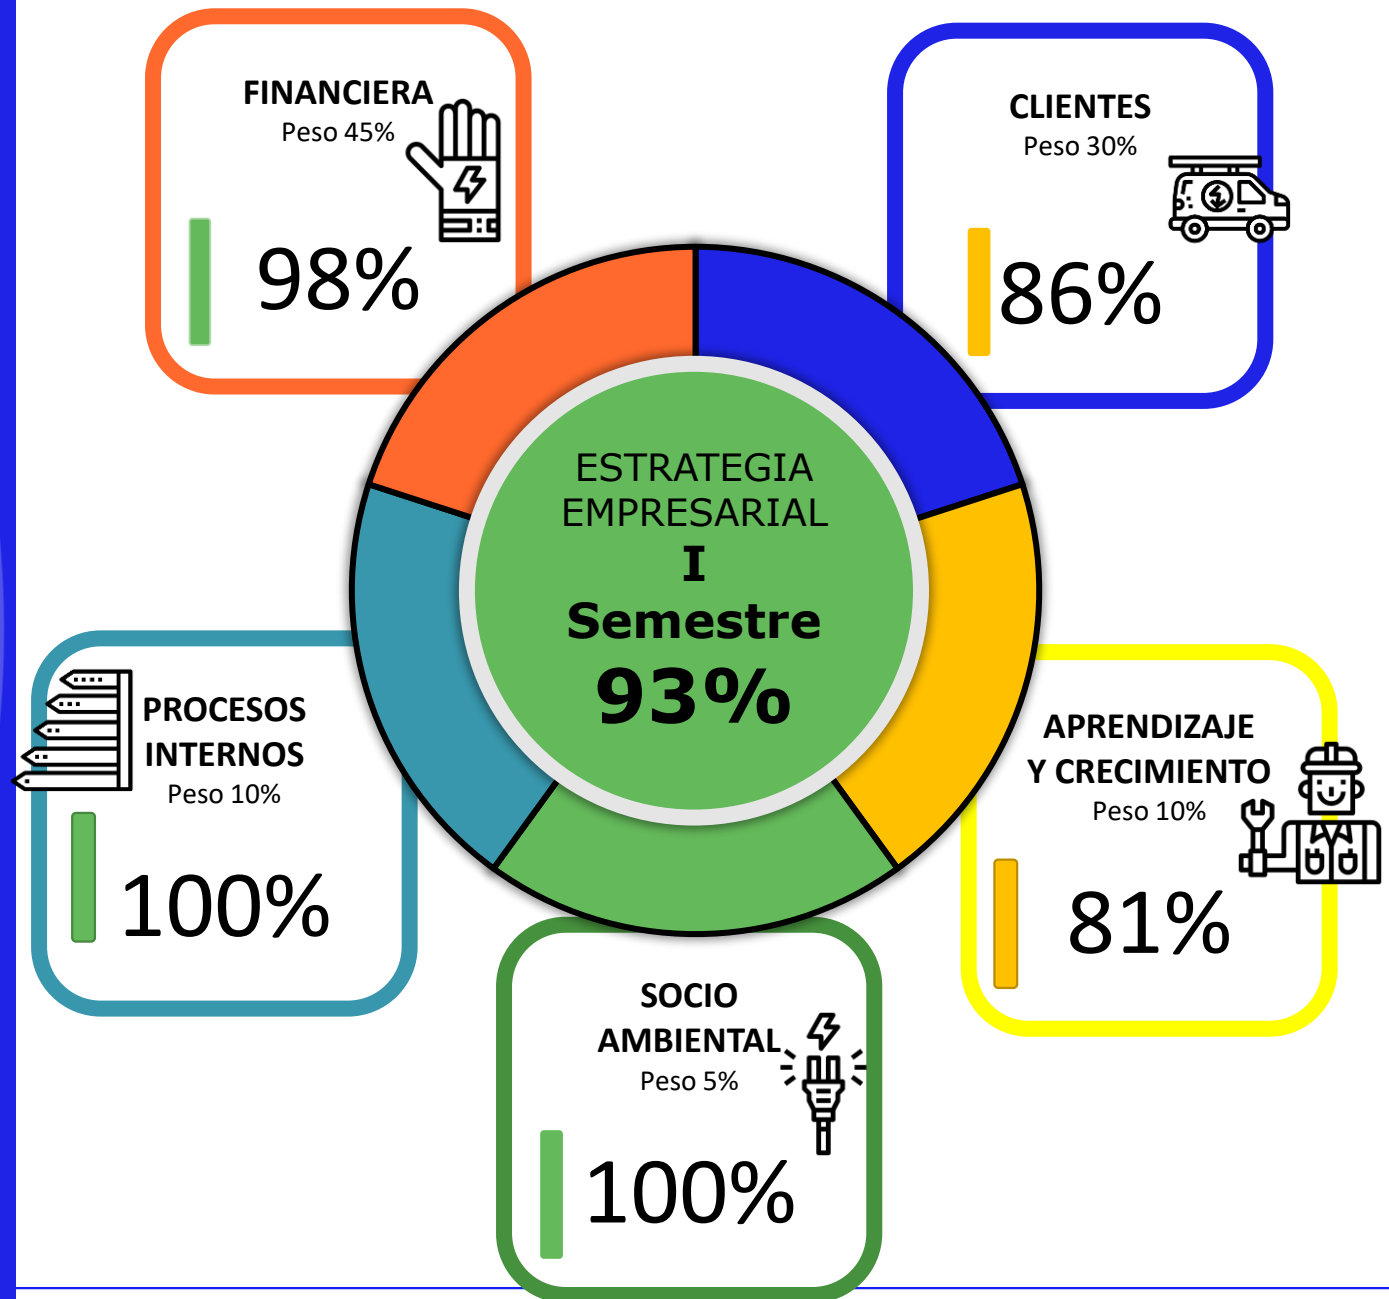 FINANCIERA
Peso 45%
98%
CLIENTES
Peso 30%
86%
ESTRATEGIA
EMPRESARIAL
I
Semestre
93%
PROCESOS
INTERNOS
Peso 10%
100%
APRENDIZAJE
Y CRECIMIENTO
Peso 10%
81%
SOCIO
AMBIENTAL
Peso 5%
100%